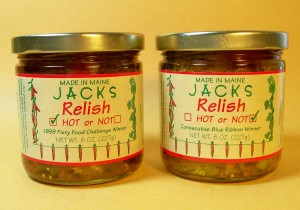 MADE IN MAINE
JACKS
Relish
HOT or NOT
1999 Fiery Food Challenge Winner
NET WT. 8 OZ. (227g)
MADE IN MAINE
JACKS
Relish
HOT or NOT
Consecutive Blue Ribbon Winner
NET WT. 8 OZ. (227g)